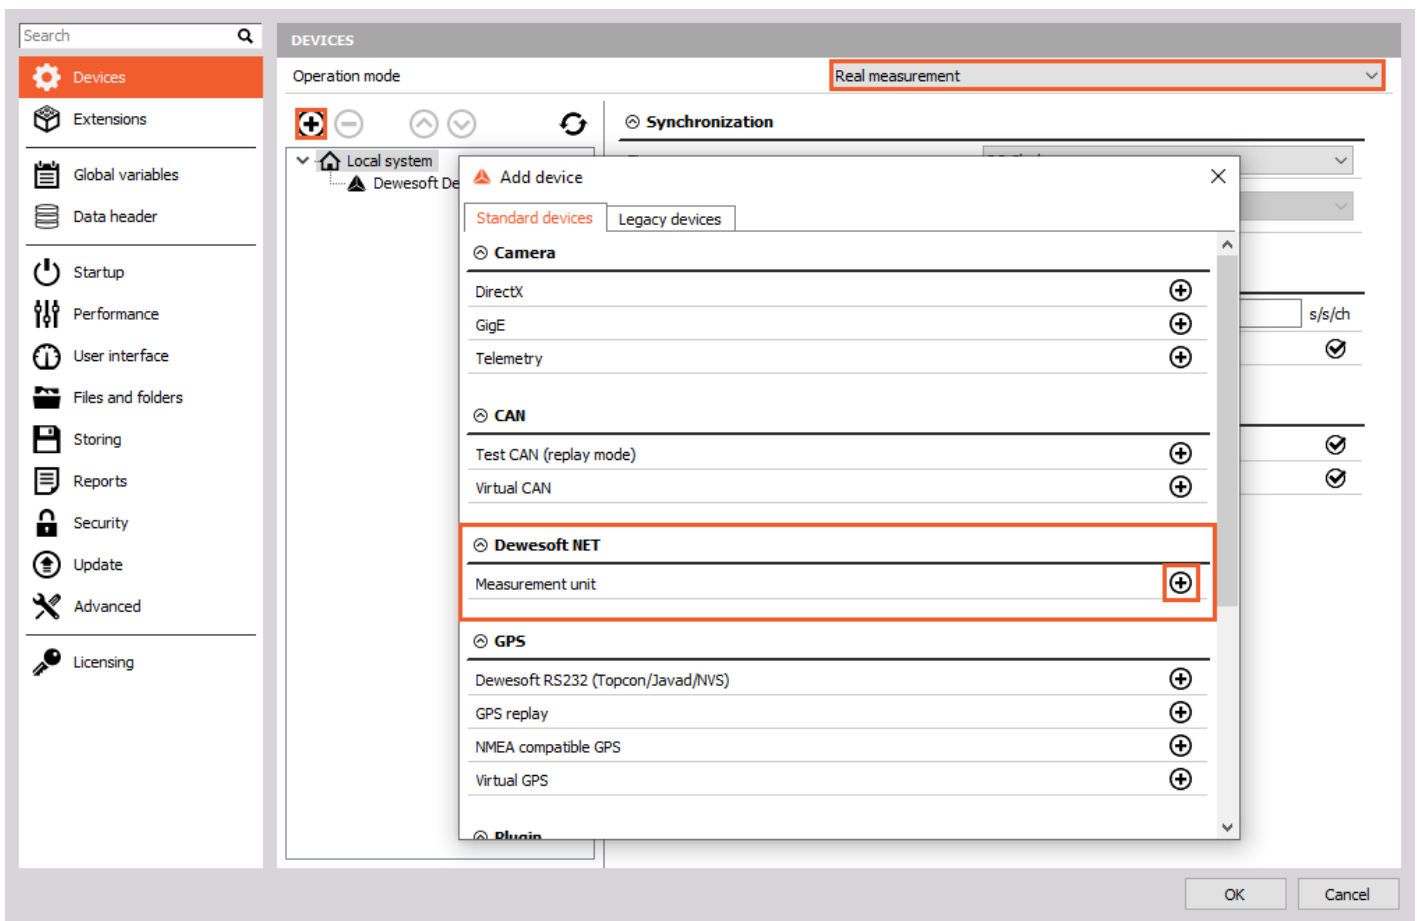 Search
Devices
Extensions
Global variables
Data header
Startup
Performance
User interface
Files and folders
Storing
Reports
Security
Update
Advanced
Licensing
DEVICES
Operation mode
Real measurement
Local system
Dewesoft De
Synchronization
s/s/ch
Add device
Standard devices
Legacy devices
Camera
DirectX
GigE
Telemetry
CAN
Test CAN (replay mode)
Virtual CAN
Dewesoft NET
Measurement unit
GPS
Dewesoft RS232 (Topcon/Javad/NVS)
GPS replay
NMEA compatible GPS
Virtual GPS
Plugin
OK
Cancel